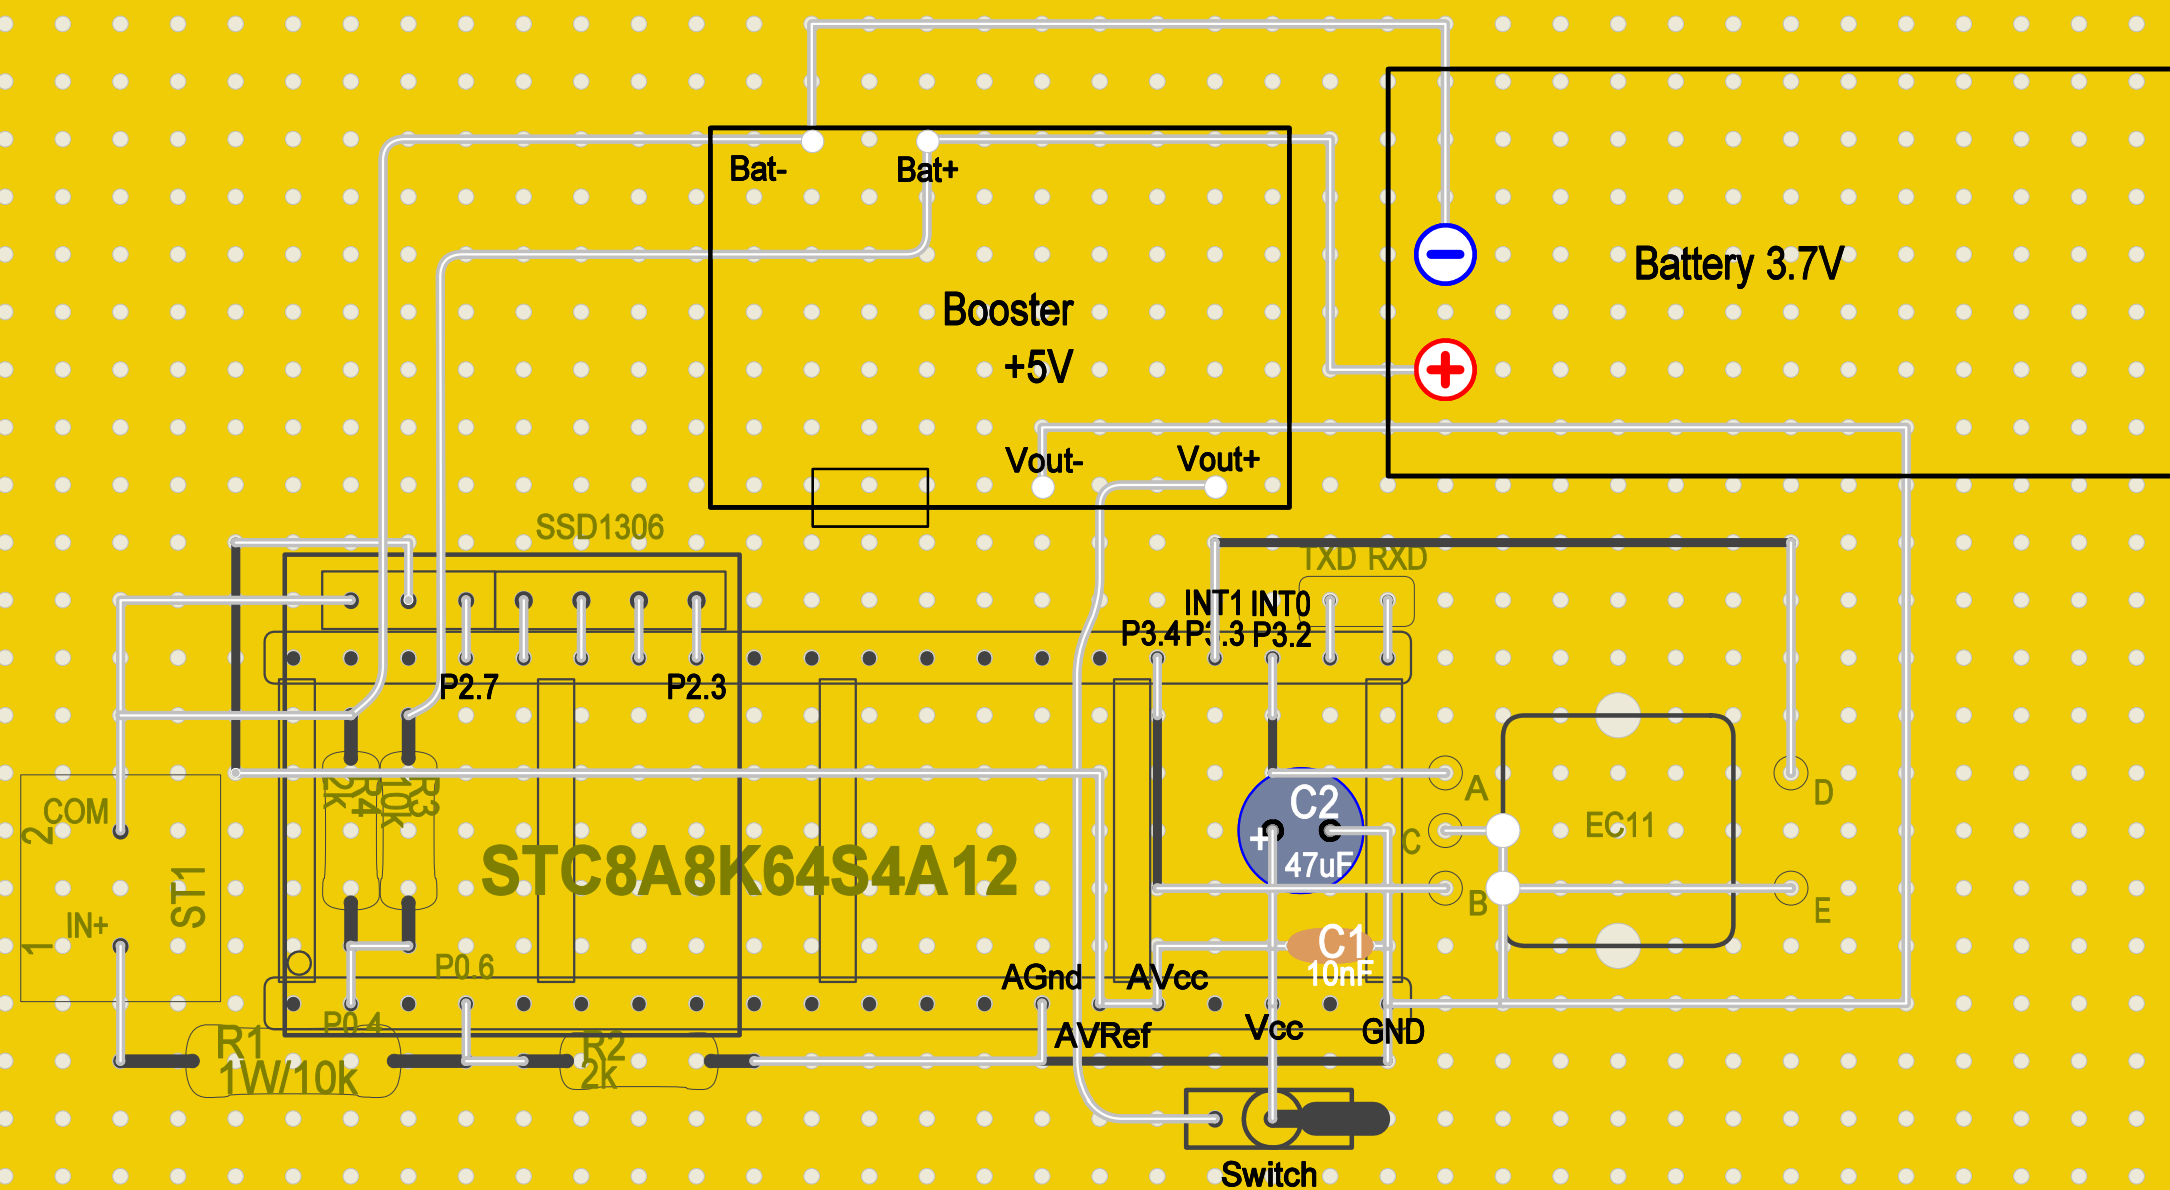 Bat-
Bat+
Battery 3.7V
Booster
+5V
Vout-
Vout+
SSD1306
TXD RXD
INT1 INT0
P3.4 P3.3 P3.2
P2.7
P2.3
A
D
C
EC11
B
E
C2
+
47uF
R4
2k
R3
10k
COM
2
ST1
IN+
1
STC8A8K64S4A12
C1
10nF
P0.6
AGnd
AVcc
P0.4
R1
1W/10k
R2
2k
AVRef
Vcc
GND
Switch